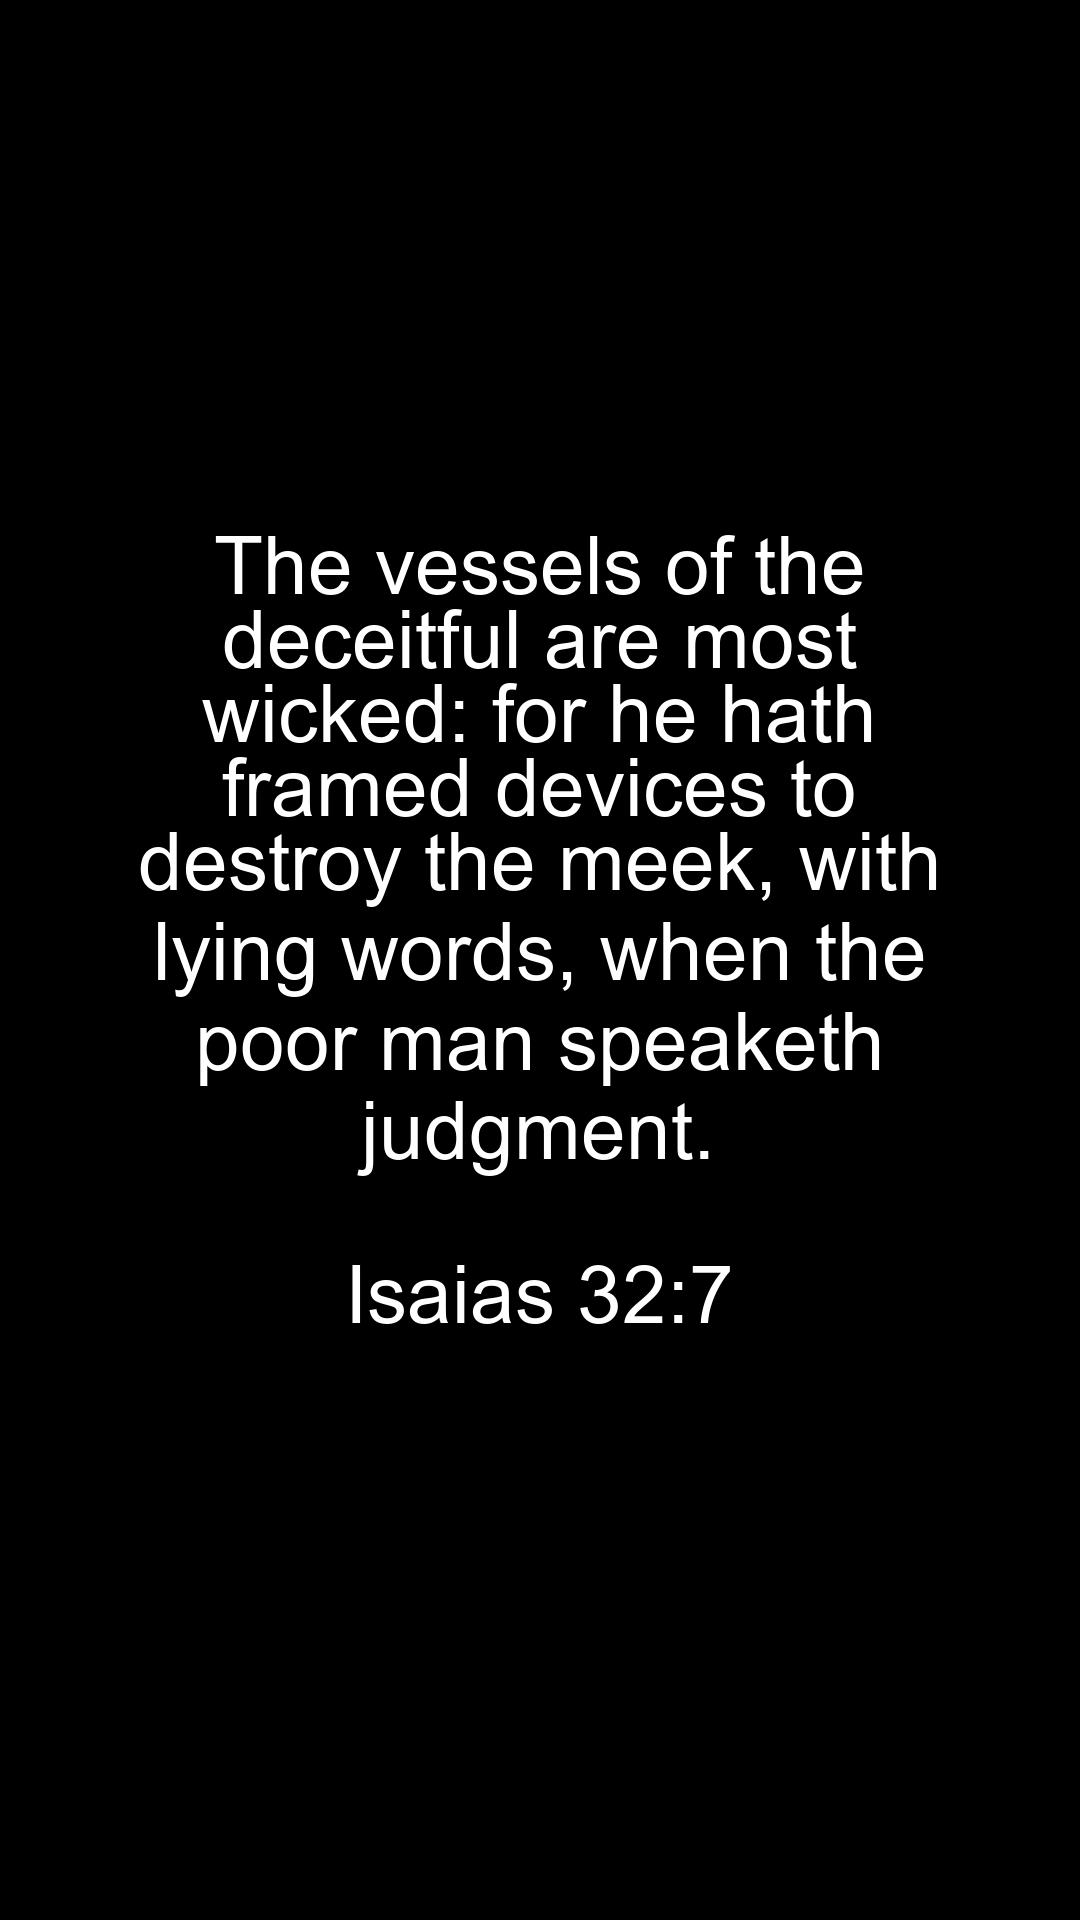 The vessels of the
deceitful are most
wicked: for he hath
framed devices to
destroy the meek, with
lying words, when the
poor man speaketh
judgment.
Isaias 32:7